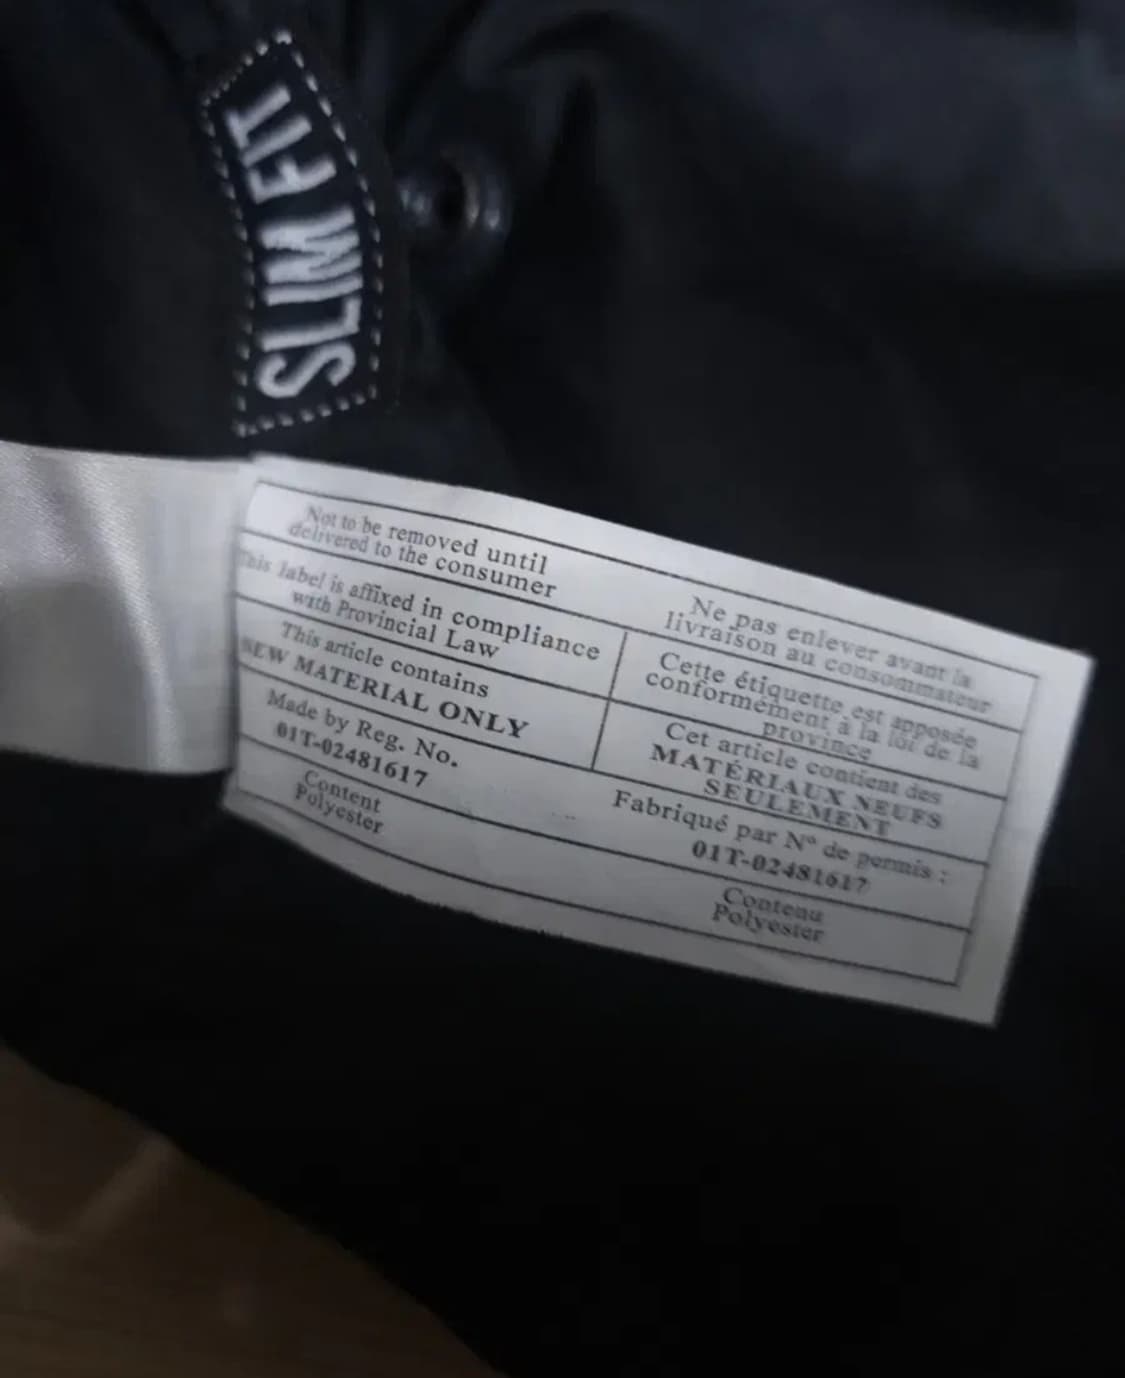 SLIM FIT
Not to be removed until
delivered to the consumer
Ne pas enlever avant la
livraison au consommateur
This label is affixed in compliance
with Provincial Law
Cette étiquette est apposée
conformément à la loi de la
province
This article contains
NEW MATERIAL ONLY
Cet article contient des
MATÉRIAUX NEUFS
SEULEMENT
Made by Reg. No.
01T-02481617
Fabriqué par Nº de permis :
01T-02481617
Content
Polyester
Contenu
Polyester